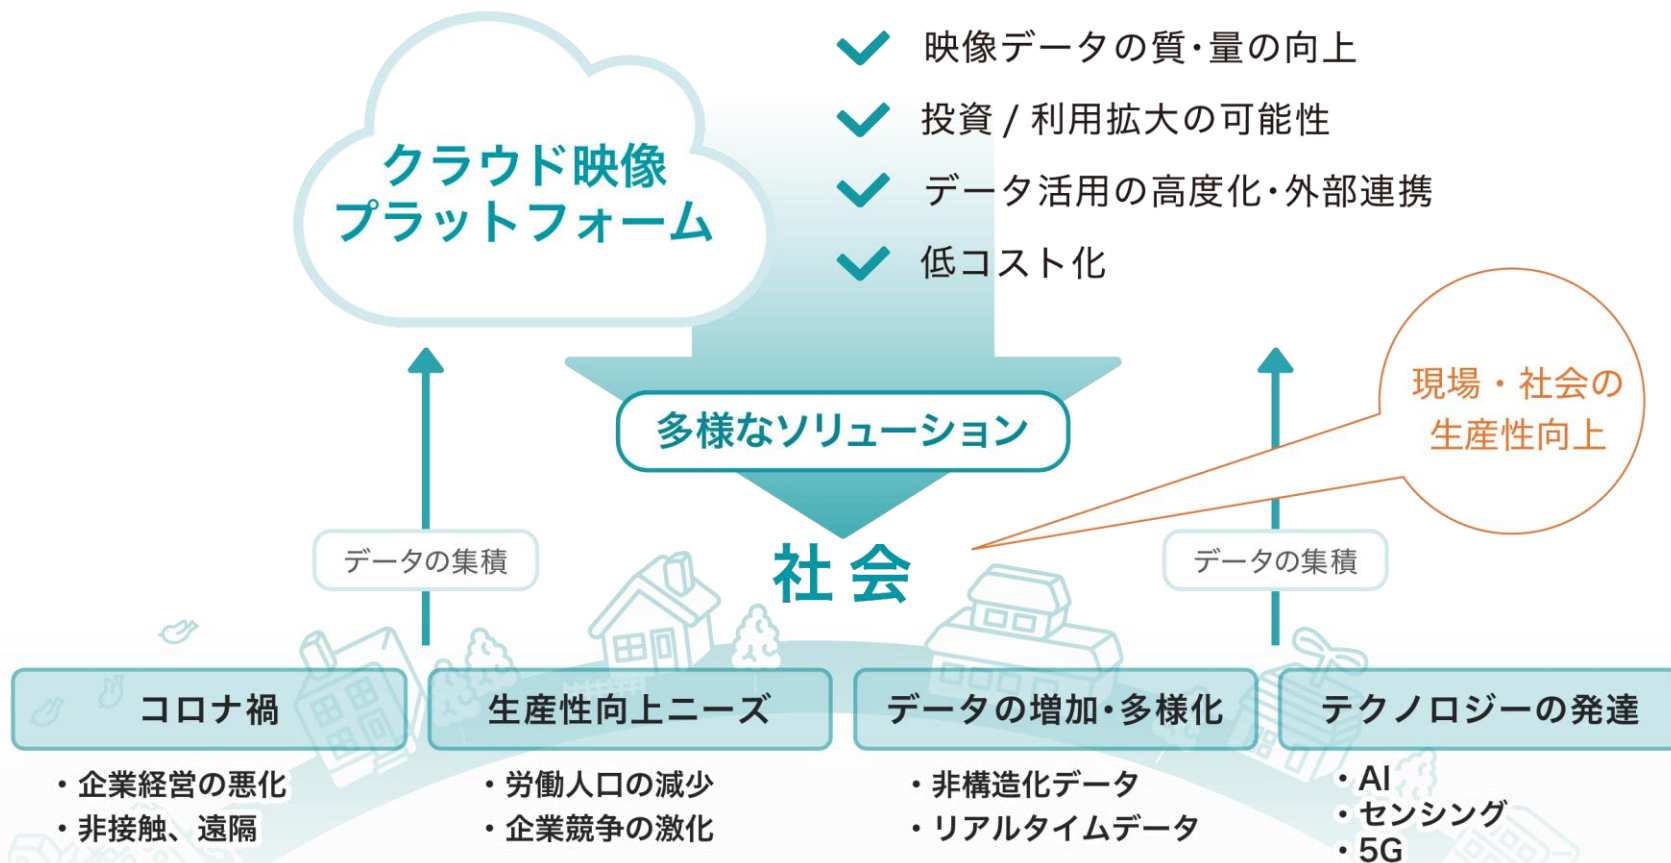 クラウド映像
プラットフォーム
映像データの質・量の向上
投資 / 利用拡大の可能性
データ活用の高度化・外部連携
低コスト化
現場・社会の
生産性向上
多様なソリューション
データの集積
社会
データの集積
コロナ禍
・企業経営の悪化
・非接触、遠隔
生産性向上ニーズ
・労働人口の減少
・企業競争の激化
データの増加・多様化
・非構造化データ
・リアルタイムデータ
テクノロジーの発達
・AI
・センシング
・5G